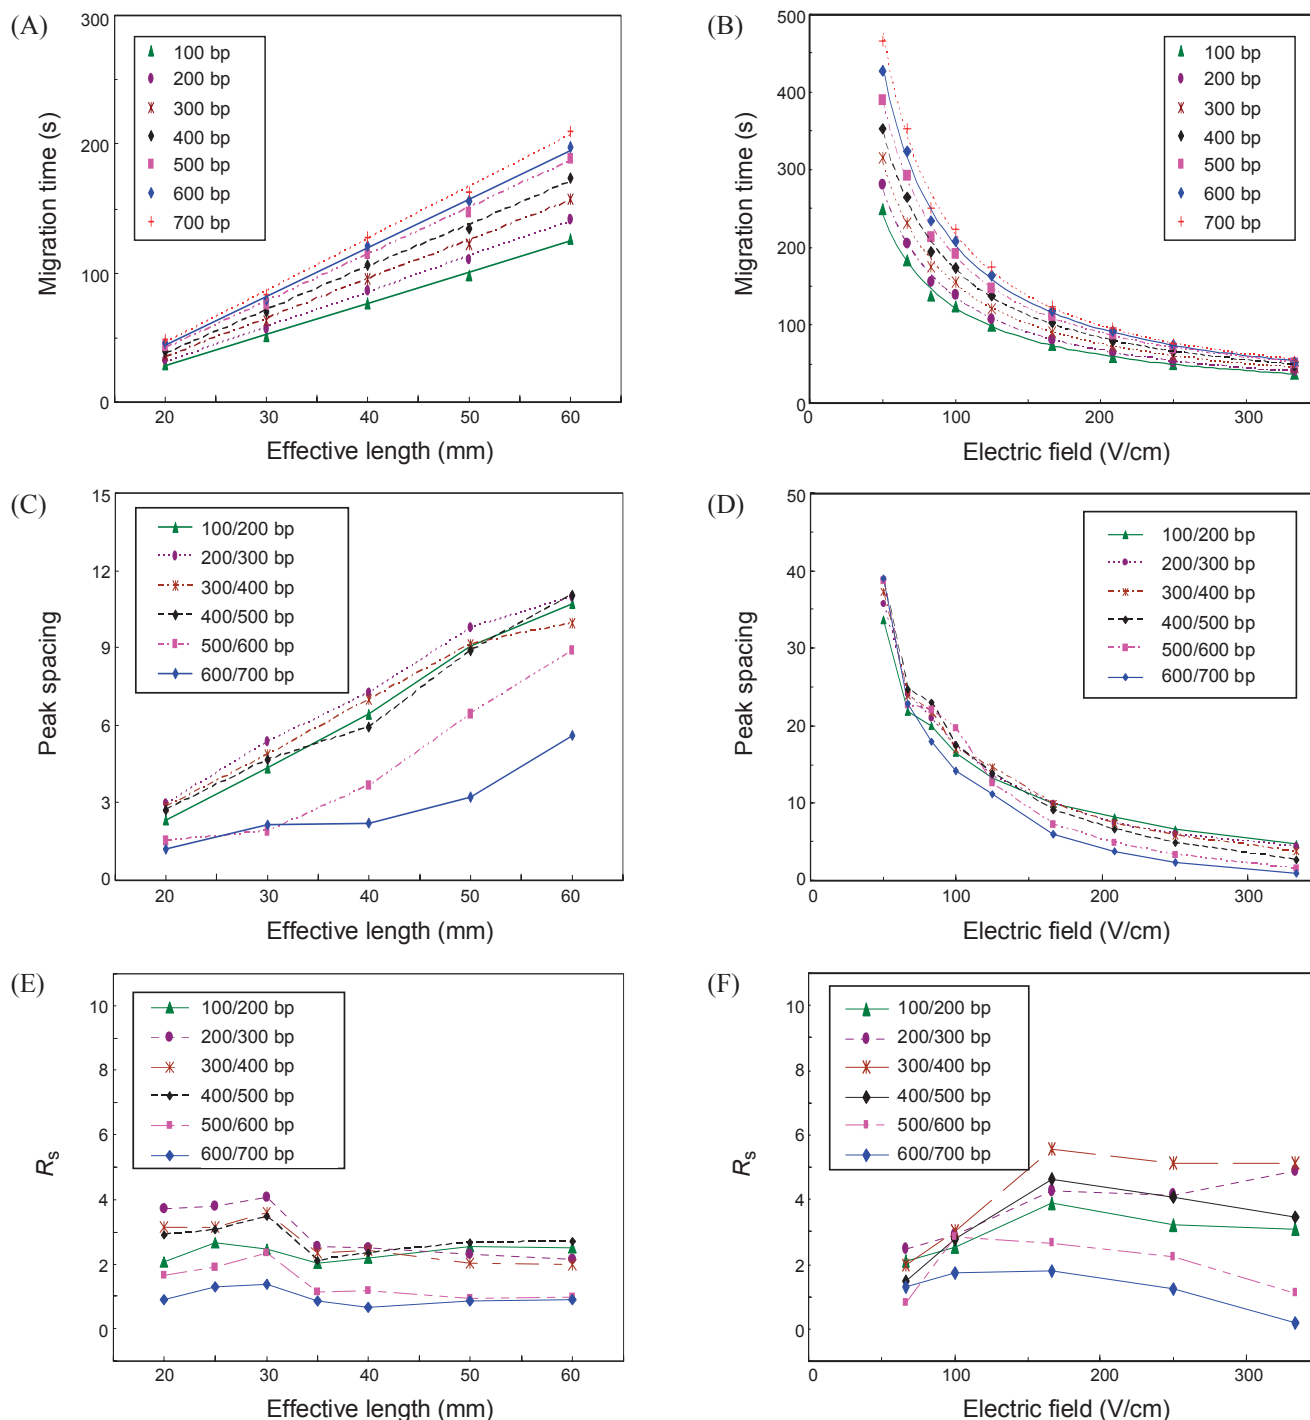 (A)
300
200
100
0
Migration time (s)
100 bp
200 bp
300 bp
400 bp
500 bp
600 bp
700 bp
20 30 40 50 60
Effective length (mm)
(B)
500
400
300
200
100
0
Migration time (s)
100 bp
200 bp
300 bp
400 bp
500 bp
600 bp
700 bp
0 100 200 300
Electric field (V/cm)
(C)
15
12
9
6
3
0
Peak spacing
100/200 bp
200/300 bp
300/400 bp
400/500 bp
500/600 bp
600/700 bp
20 30 40 50 60
Effective length (mm)
(D)
50
40
30
20
10
0
Peak spacing
100/200 bp
200/300 bp
300/400 bp
400/500 bp
500/600 bp
600/700 bp
0 100 200 300
Electric field (V/cm)
(E)
10
8
6
4
2
0
Rs
100/200 bp
200/300 bp
300/400 bp
400/500 bp
500/600 bp
600/700 bp
20 30 40 50 60
Effective length (mm)
(F)
10
8
6
4
2
0
Rs
100/200 bp
200/300 bp
300/400 bp
400/500 bp
500/600 bp
600/700 bp
0 100 200 300
Electric field (V/cm)